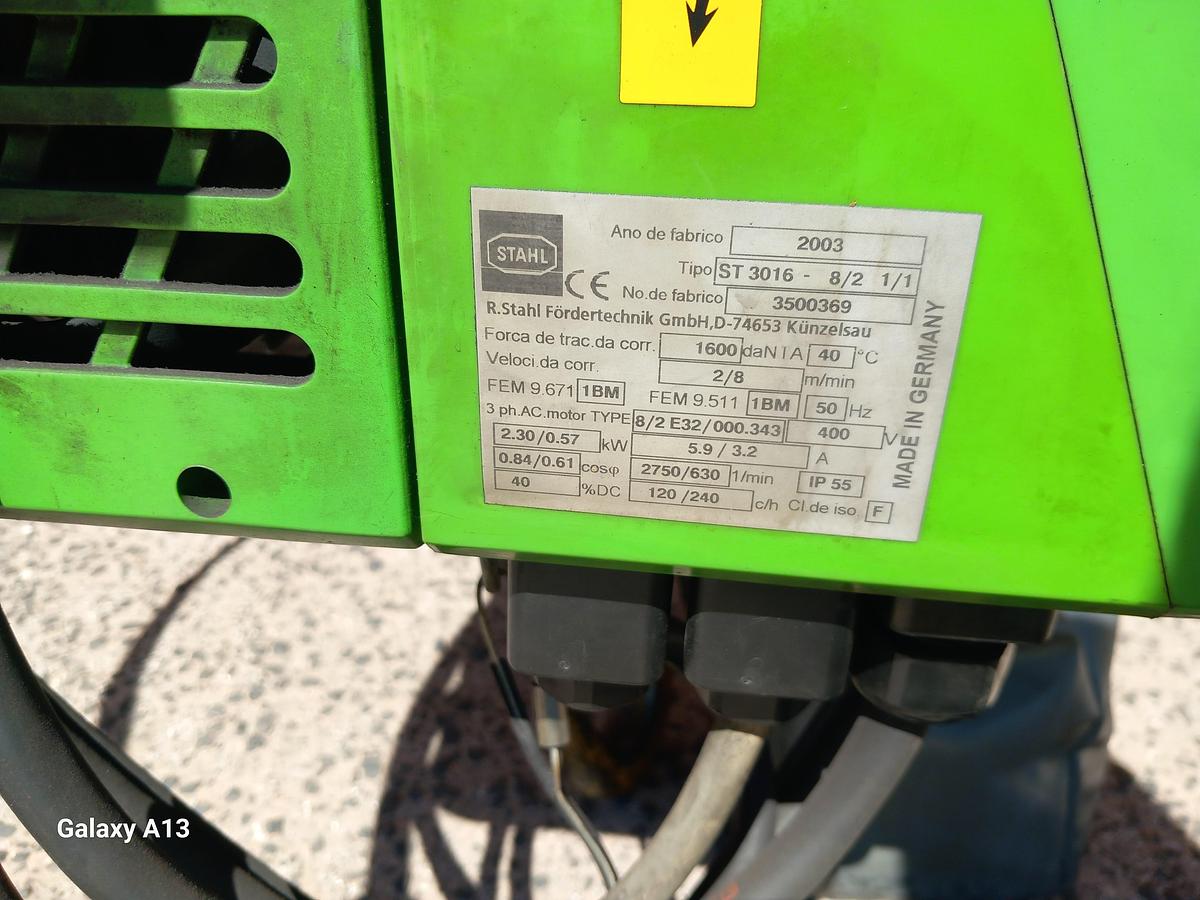 STAHL
CE
Ano de fabrico 2003
Tipo ST 3016 - 8/2 1/1
No.de fabrico 3500369
R.Stahl Fördertechnik GmbH,D-74653 Künzelsau
Forca de trac.da corr. 1600 daN I A 40 °C
Veloci.da corr. 2/8 m/min
FEM 9.671 1BM FEM 9.511 1BM 50 Hz
3 ph.AC.motor TYPE 8/2 E32/000.343 400 V
2.30/0.57 kW 5.9 / 3.2 A
0.84/0.61 cosφ 2750/630 1/min IP 55
40 %DC 120 /240 c/h Cl.de iso. F
MADE IN GERMANY
Galaxy A13